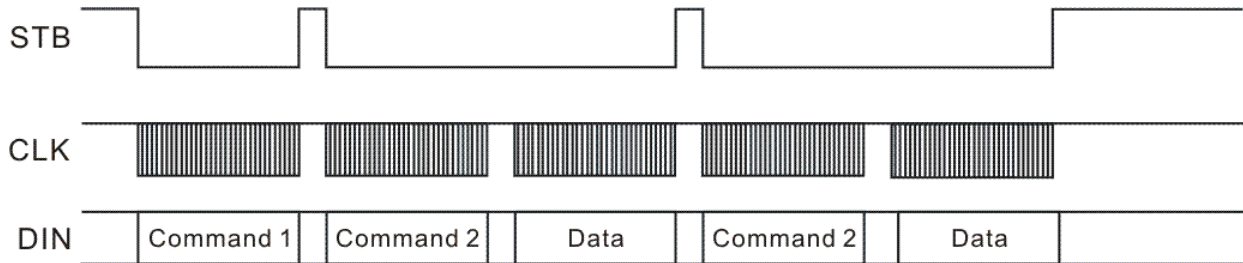 STB
CLK
DIN Command 1 Command 2 Data Command 2 Data